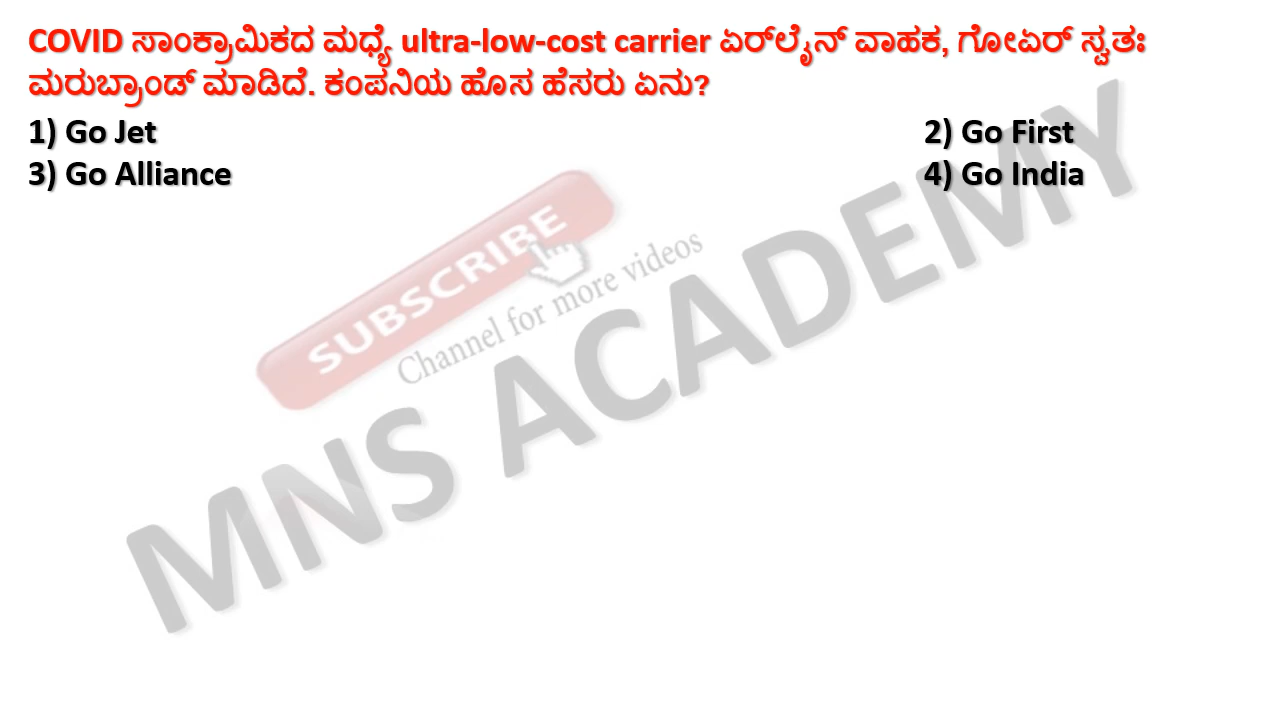 COVID ಸಾಂಕ್ರಾಮಿಕದ ಮಧ್ಯೆ ultra-low-cost carrier ಏರ್‌ಲೈನ್ ವಾಹಕ, ಗೋಏರ್ ಸ್ವತಃ
ಮರುಬ್ರಾಂಡ್ ಮಾಡಿದೆ. ಕಂಪನಿಯ ಹೊಸ ಹೆಸರು ಏನು?
1) Go Jet 2) Go First
3) Go Alliance 4) Go India
SUBSCRIBE
Channel for more videos
MNS ACADEMY